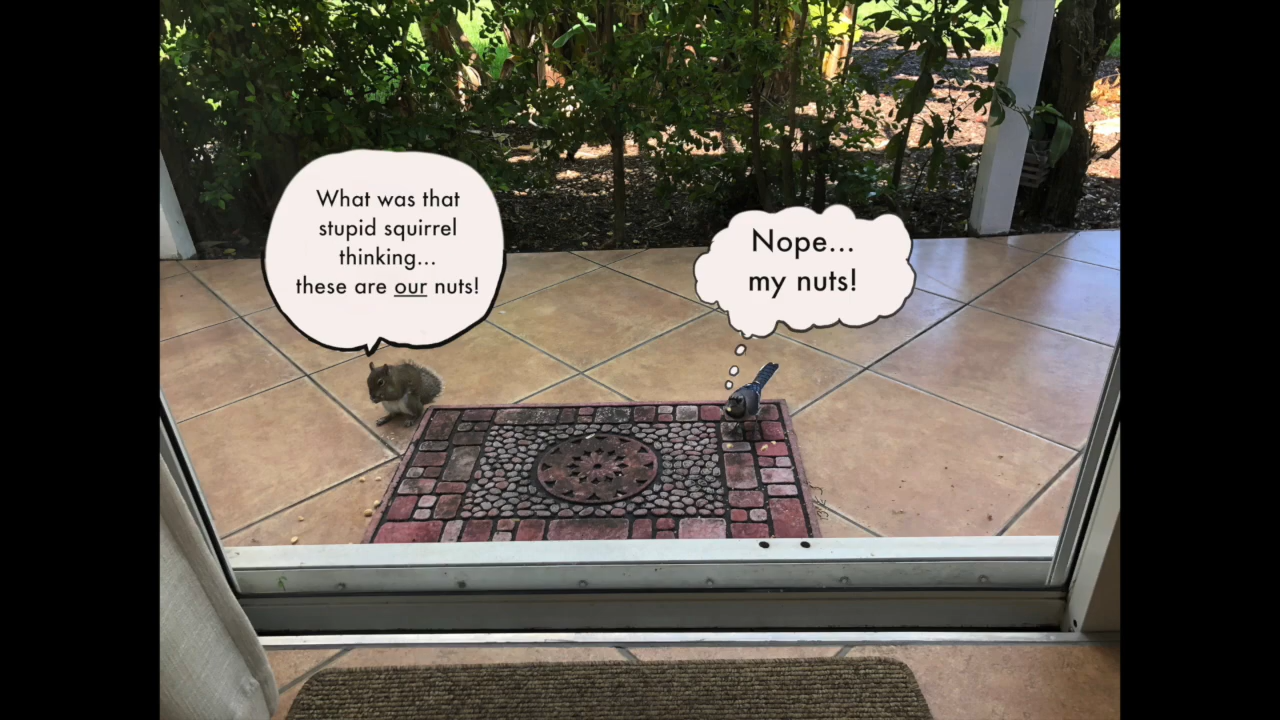 What was that
stupid squirrel
thinking...
these are our nuts!
Nope...
my nuts!